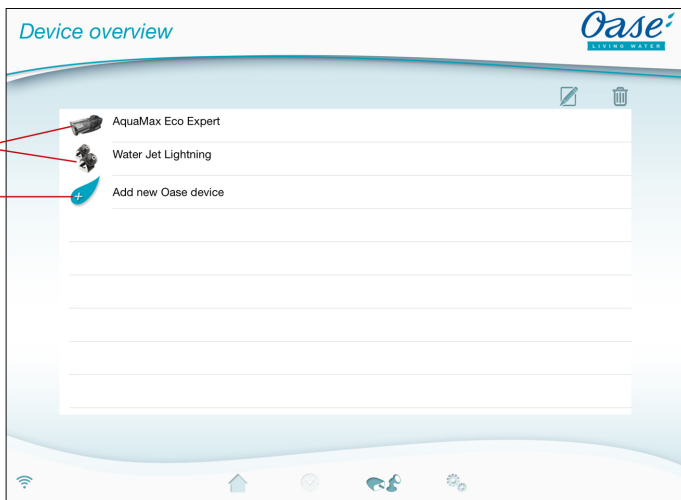 Device overview
Oase
LIVING WATER
AquaMax Eco Expert
Water Jet Lightning
Add new Oase device